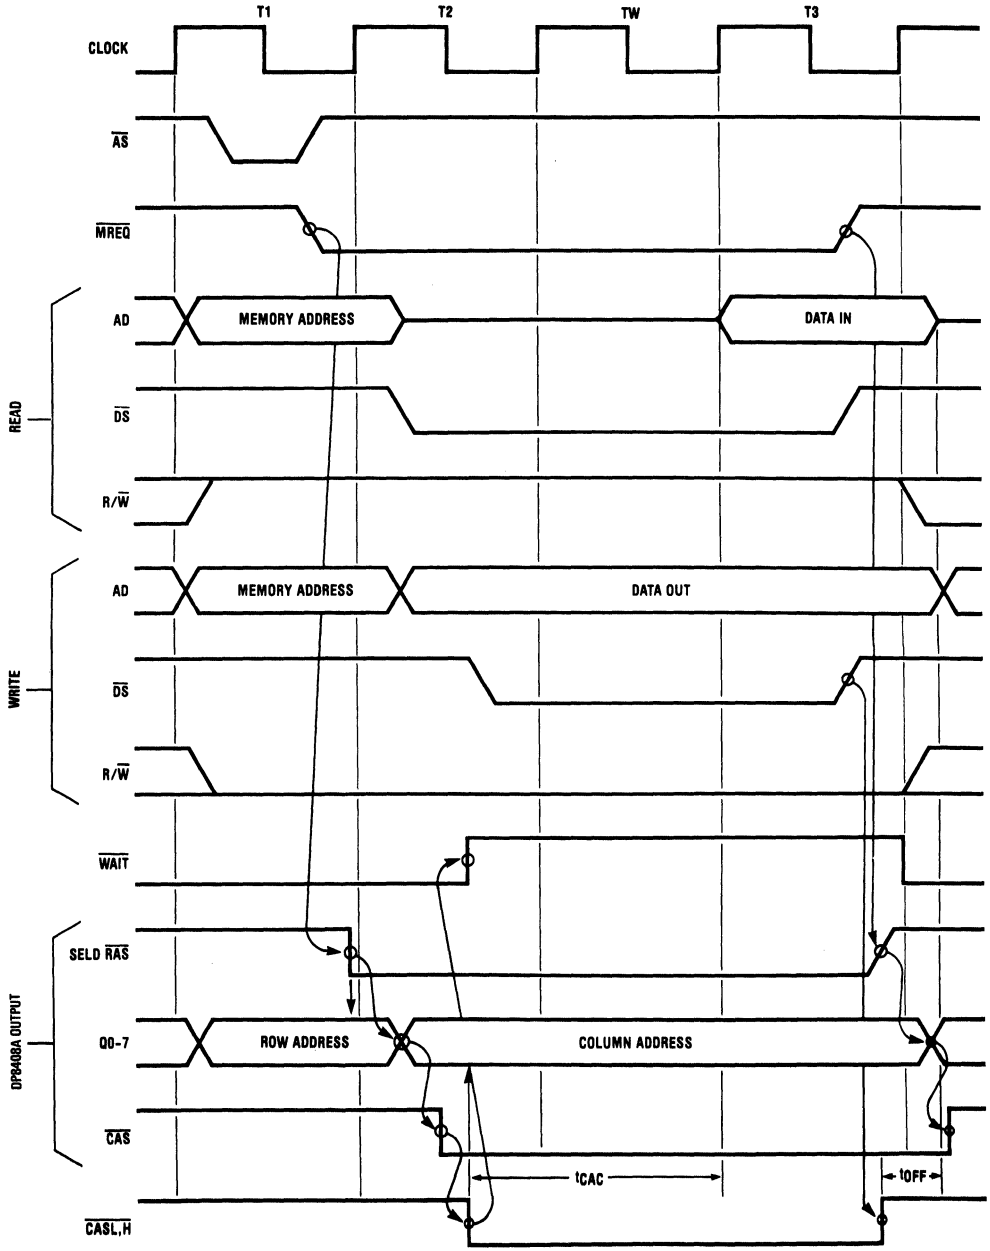 T1 T2 TW T3
CLOCK
AS
MREQ
READ
AD MEMORY ADDRESS DATA IN
DS
R/W
WRITE
AD MEMORY ADDRESS DATA OUT
DS
R/W
WAIT
DP8408A OUTPUT
SELD RAS
Q0-7 ROW ADDRESS COLUMN ADDRESS
CAS
tCAC tOFF
CASL,H